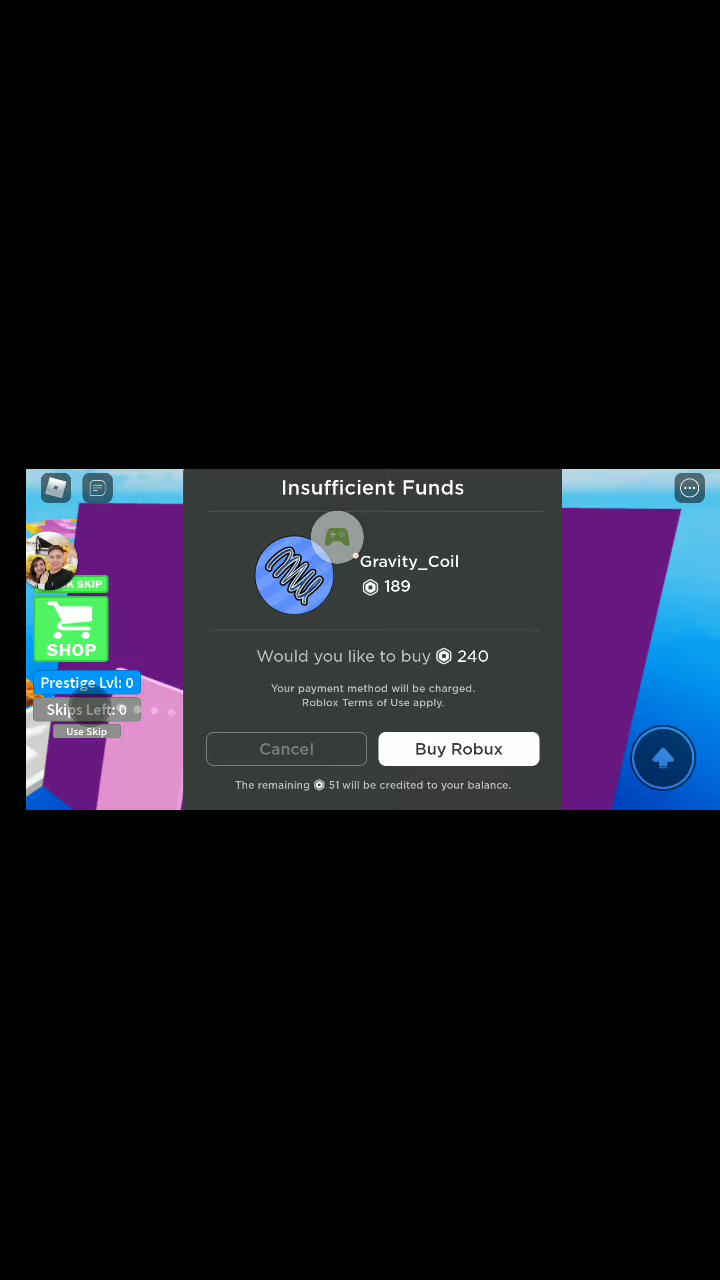 Insufficient Funds
Gravity_Coil
189
K SKIP
SHOP
Would you like to buy 240
Prestige Lvl: 0
Your payment method will be charged.
Roblox Terms of Use apply.
Skips Left: 0
Use Skip
Cancel
Buy Robux
The remaining 51 will be credited to your balance.